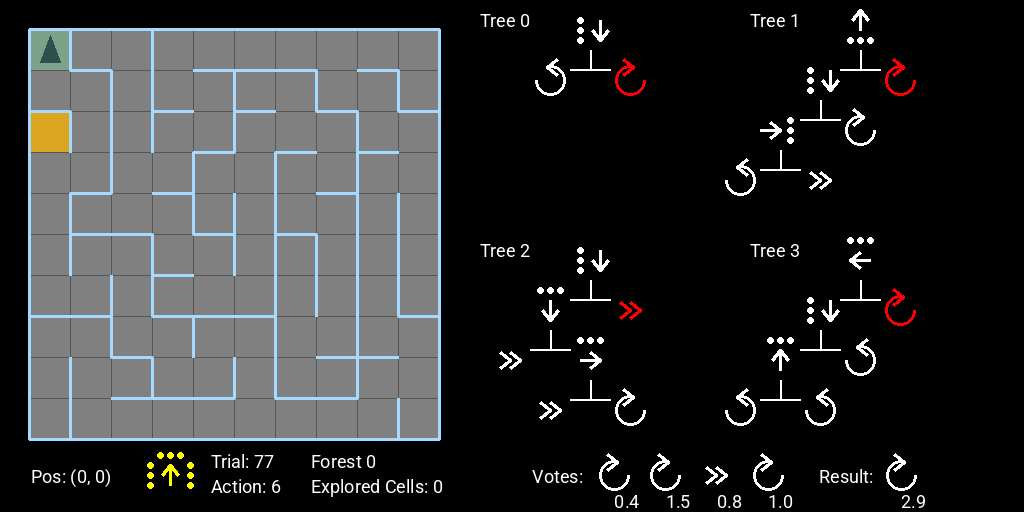 Tree 0
Tree 1
Tree 2
Tree 3
Pos: (0, 0)
Trial: 77
Forest 0
Action: 6
Explored Cells: 0
Votes:
0.4
1.5
0.8
1.0
Result:
2.9